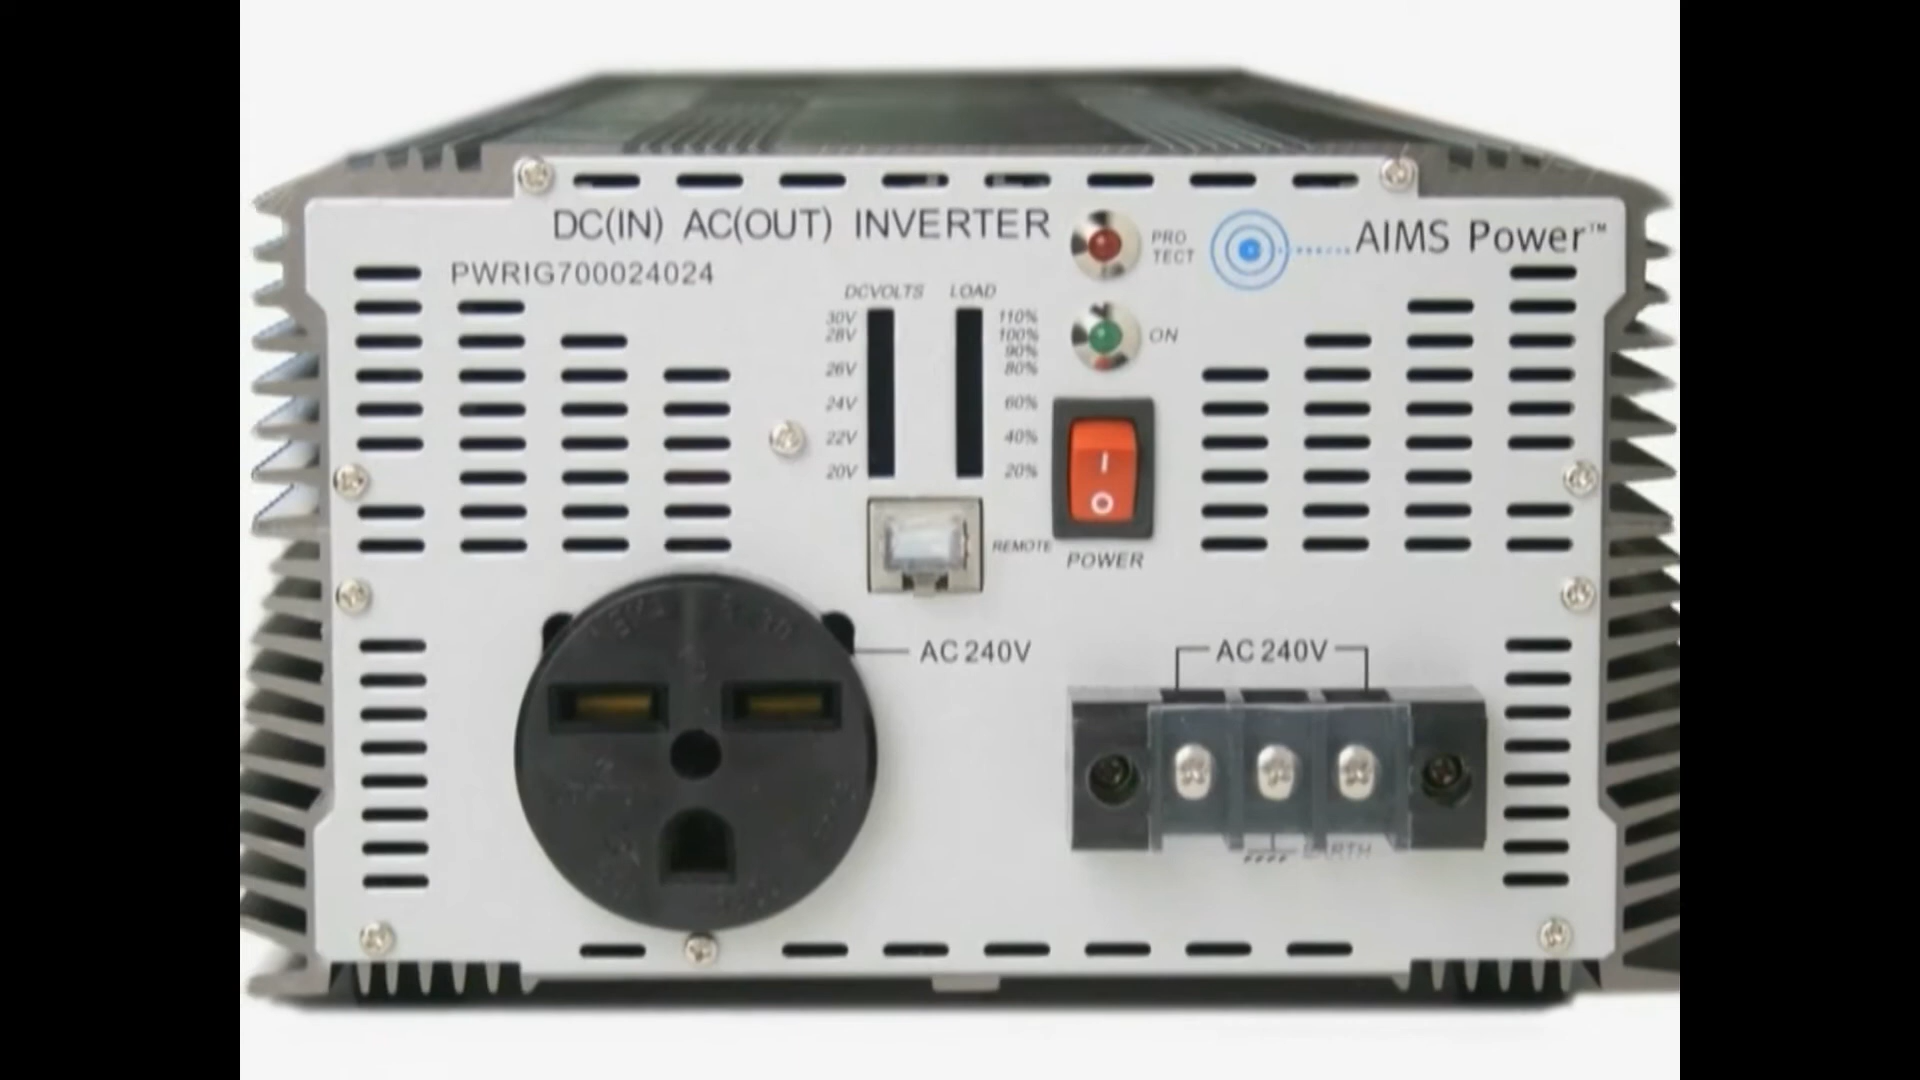 DC(IN) AC(OUT) INVERTER
PRO
TECT
AIMS Power™
PWRIG700024024
DCVOLTS LOAD
30V 110%
28V 100%
90%
26V 80%
24V 60%
22V 40%
20V 20%
ON
I
O
REMOTE
POWER
AC 240V
AC 240V
EARTH